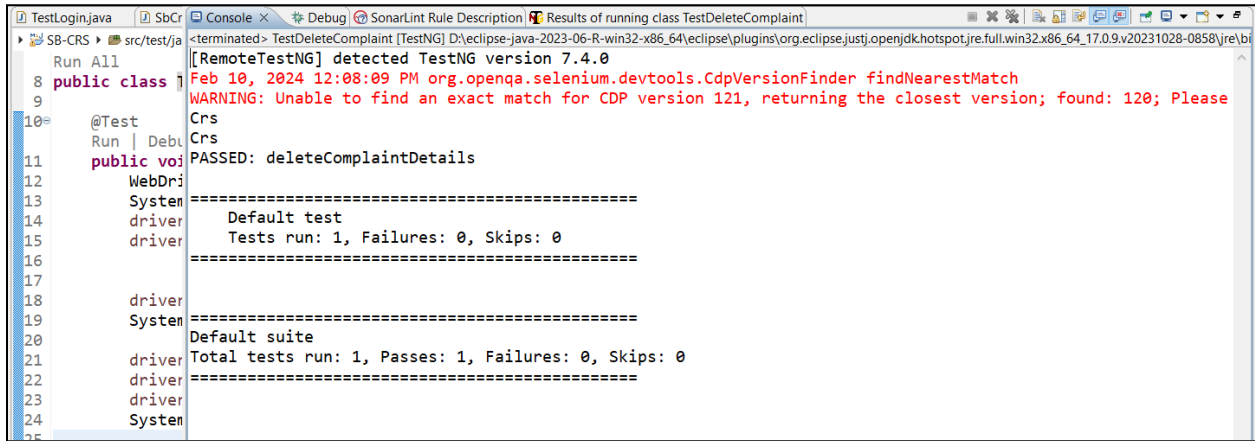 TestLogin.java SbCr Console × Debug SonarLint Rule Description Results of running class TestDeleteComplaint
SB-CRS src/test/ja <terminated> TestDeleteComplaint [TestNG] D:\eclipse-java-2023-06-R-win32-x86_64\eclipse\plugins\org.eclipse.justj.openjdk.hotspot.jre.full.win32.x86_64_17.0.9.v20231028-0858\jre\bi
Run All [RemoteTestNG] detected TestNG version 7.4.0
8 public class Feb 10, 2024 12:08:09 PM org.openqa.selenium.devtools.CdpVersionFinder findNearestMatch
9 WARNING: Unable to find an exact match for CDP version 121, returning the closest version; found: 120; Please
10 @Test Crs
Run | Debu Crs
11 public voi PASSED: deleteComplaintDetails
12 WebDri
13 System ===============================================
14 driver Default test
15 driver Tests run: 1, Failures: 0, Skips: 0
16 ===============================================
17
18 driver
19 System ===============================================
20 Default suite
21 driver Total tests run: 1, Passes: 1, Failures: 0, Skips: 0
22 driver ===============================================
23 driver
24 System
25